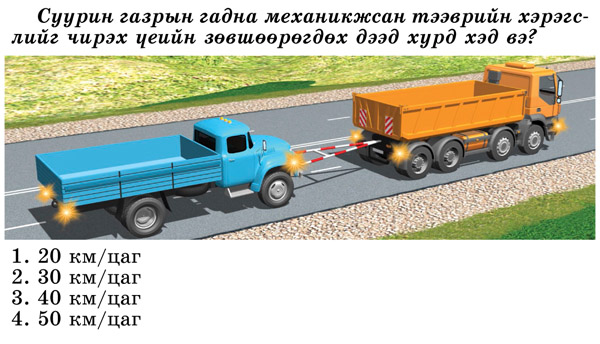 Суурин газрын гадна механикжсан тээврийн хэрэгс-
лийг чирэх үеийн зөвшөөрөгдөх дээд хурд хэд вэ?
1. 20 км/цаг
2. 30 км/цаг
3. 40 км/цаг
4. 50 км/цаг